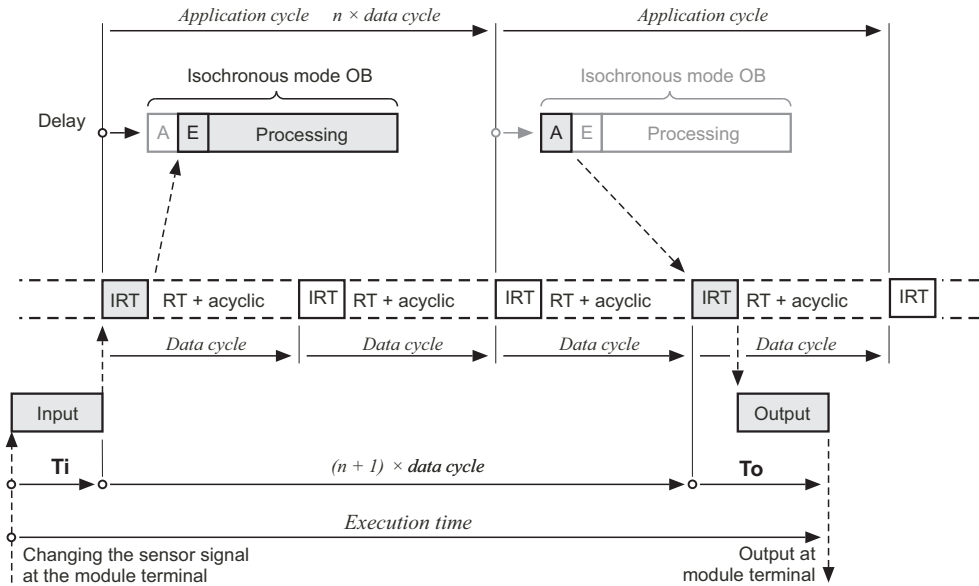 Application cycle n × data cycle
Application cycle
Isochronous mode OB
Isochronous mode OB
Delay
A
E
Processing
A
E
Processing
IRT
RT + acyclic
IRT
RT + acyclic
IRT
RT + acyclic
IRT
RT + acyclic
IRT
Data cycle
Data cycle
Data cycle
Data cycle
Input
Output
Ti
(n + 1) × data cycle
To
Execution time
Changing the sensor signal
at the module terminal
Output at
module terminal